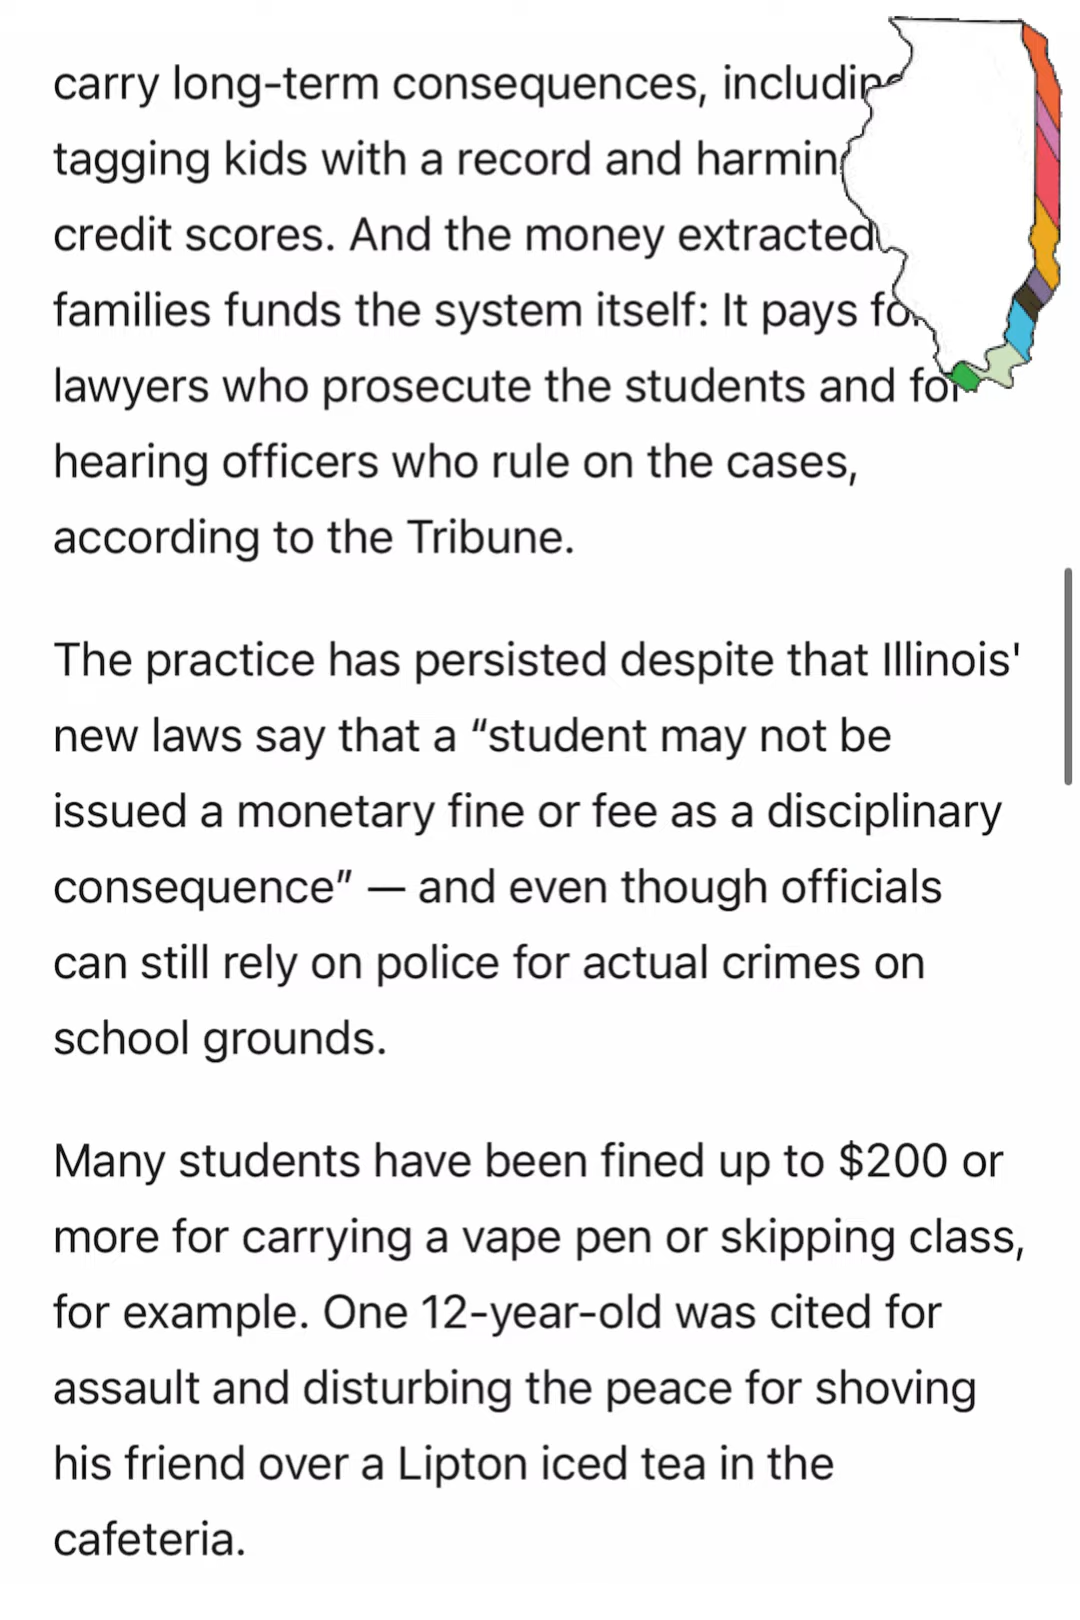 carry long-term consequences, including
tagging kids with a record and harming
credit scores. And the money extracted
families funds the system itself: It pays for
lawyers who prosecute the students and for
hearing officers who rule on the cases,
according to the Tribune.
The practice has persisted despite that Illinois'
new laws say that a “student may not be
issued a monetary fine or fee as a disciplinary
consequence” — and even though officials
can still rely on police for actual crimes on
school grounds.
Many students have been fined up to $200 or
more for carrying a vape pen or skipping class,
for example. One 12-year-old was cited for
assault and disturbing the peace for shoving
his friend over a Lipton iced tea in the
cafeteria.